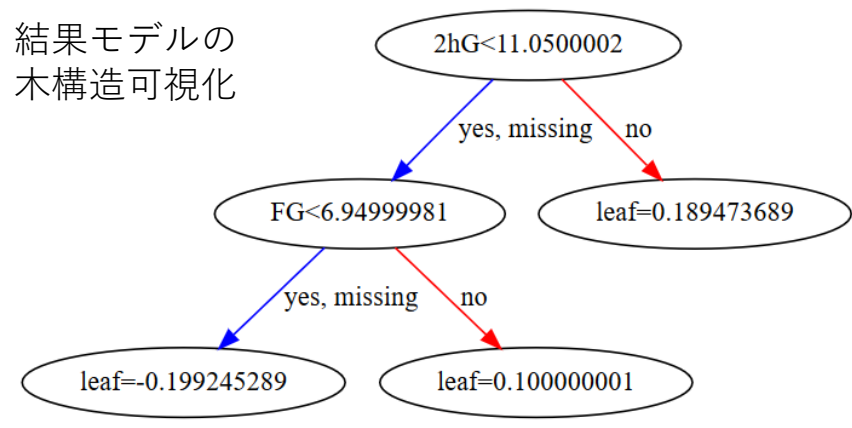 結果モデルの
木構造可視化
2hG<11.0500002
yes, missing
no
FG<6.94999981
leaf=0.189473689
yes, missing
no
leaf=-0.199245289
leaf=0.100000001